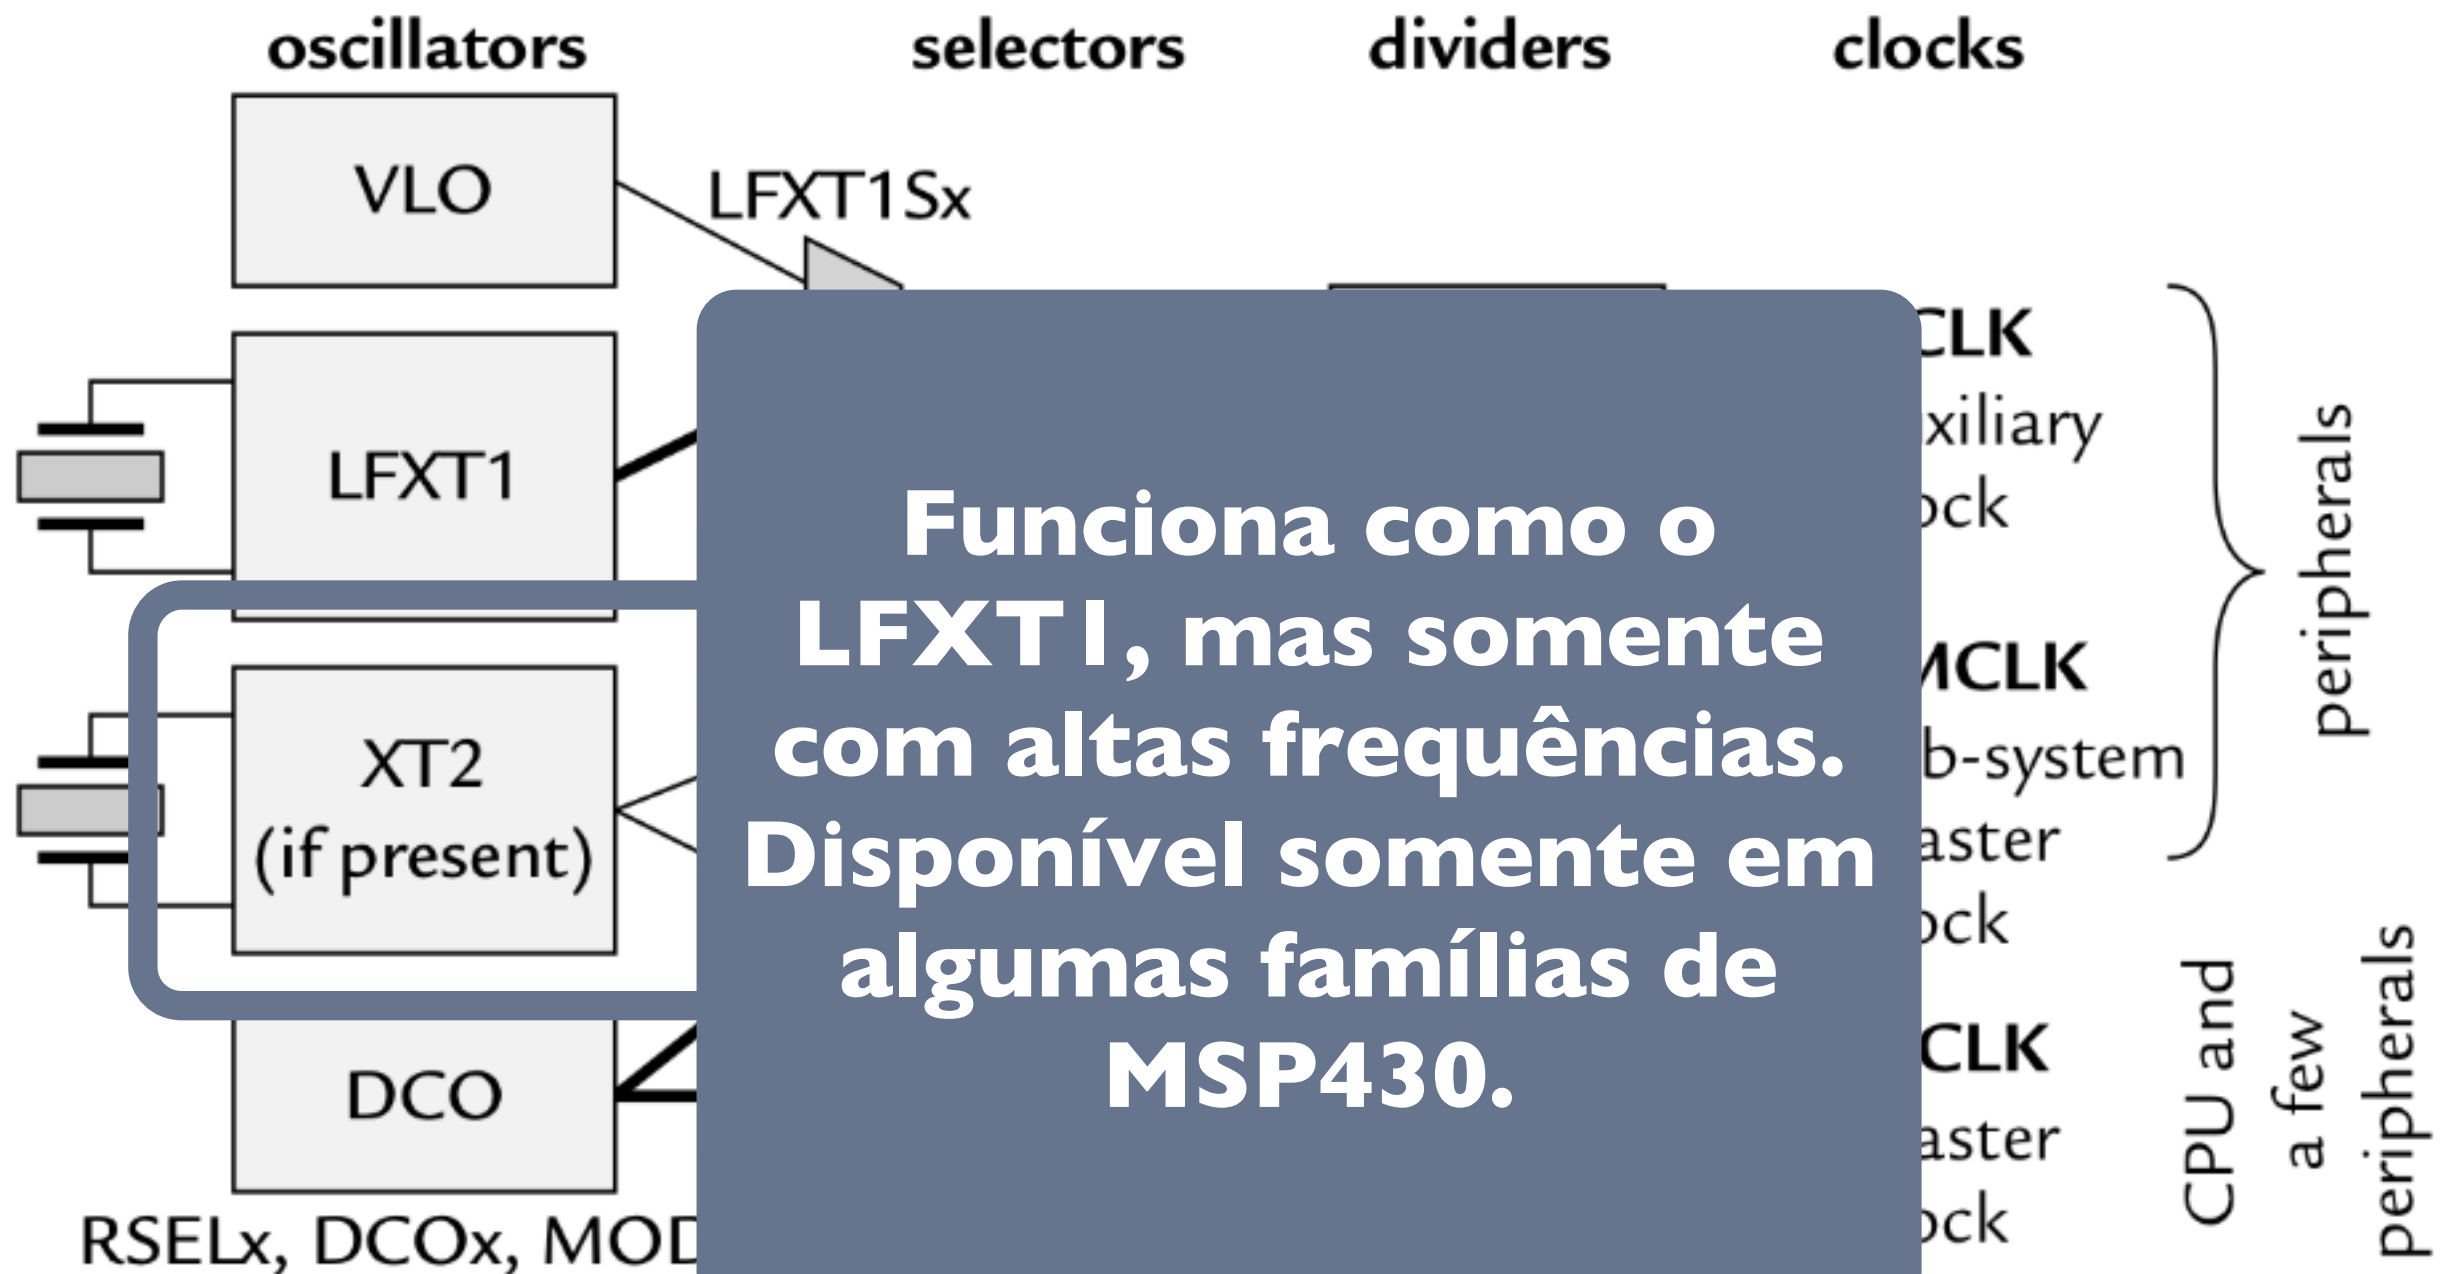 oscillators selectors dividers clocks
VLO
LFXT1Sx
LFXT1
XT2
(if present)
DCO
RSELx, DCOx, MOD
Funciona como o
LFXT1, mas somente
com altas frequências.
Disponível somente em
algumas famílias de
MSP430.
CLK
xiliary
ock
MCLK
b-system
aster
ock
CLK
aster
ock
peripherals
CPU and
a few
peripherals